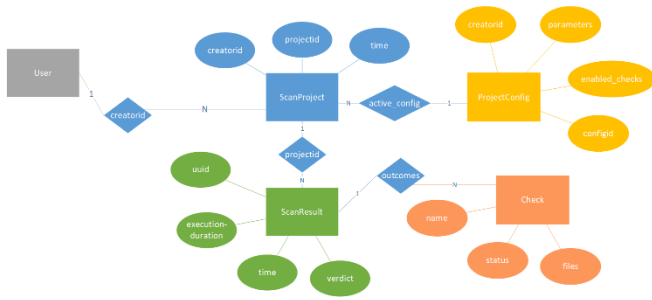 creatorid
parameters
projectid
time
creatorid
User
enabled_checks
ScanProject
ProjectConfig
1
N
active_config
1
N
creatorid
1
configid
projectid
uuid
outcomes
N
N
1
Check
ScanResult
name
execution-
duration
status
files
time
verdict